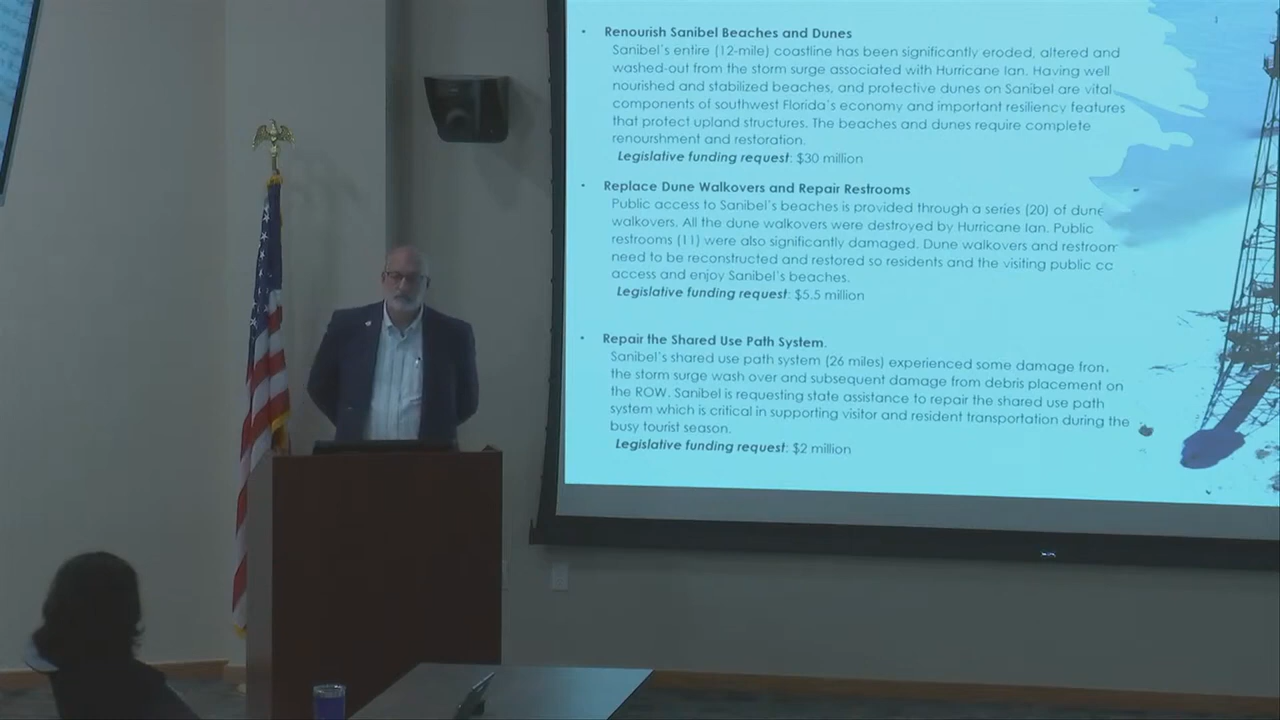 • Renourish Sanibel Beaches and Dunes
Sanibel's entire (12-mile) coastline has been significantly eroded, altered and
washed-out from the storm surge associated with Hurricane Ian. Having well
nourished and stabilized beaches, and protective dunes on Sanibel are vital
components of southwest Florida's economy and important resiliency features
that protect upland structures. The beaches and dunes require complete
renourshment and restoration.
Legislative funding request: $30 million
• Replace Dune Walkovers and Repair Restrooms
Public access to Sanibel's beaches is provided through a series (20) of dune
walkovers. All the dune walkovers were destroyed by Hurricane Ian. Public
restrooms (11) were also significantly damaged. Dune walkovers and restroom
need to be reconstructed and restored so residents and the visiting public
access and enjoy Sanibel's beaches.
Legislative funding request: $5.5 million
• Repair the Shared Use Path System.
Sanibel's shared use path system (26 miles) experienced some damage
the storm surge wash over and subsequent damage from debris placement on
the ROW. Sanibel is requesting state assistance to repair the shared use path
system which is critical in supporting visitor and resident transportation during the
busy tourist season.
Legislative funding request: $2 million